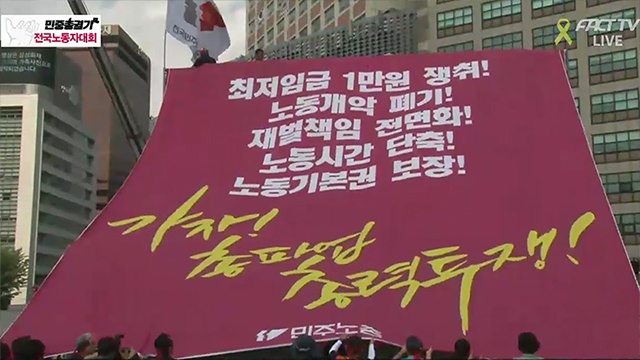 민중총궐기
전국노동자대회
FACT TV
LIVE
최저임금 1만원 쟁취!
노동개악 폐기!
재벌책임 전면화!
노동시간 단축!
노동기본권 보장!
가자!
총파업
총력투쟁!
민주노총